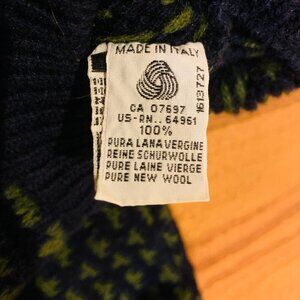 MADE IN ITALY
CA 07697
US-RN.. 64961
100%
PURA LANA VERGINE
REINE SCHURWOLLE
PURE LAINE VIERGE
PURE NEW WOOL
1613727